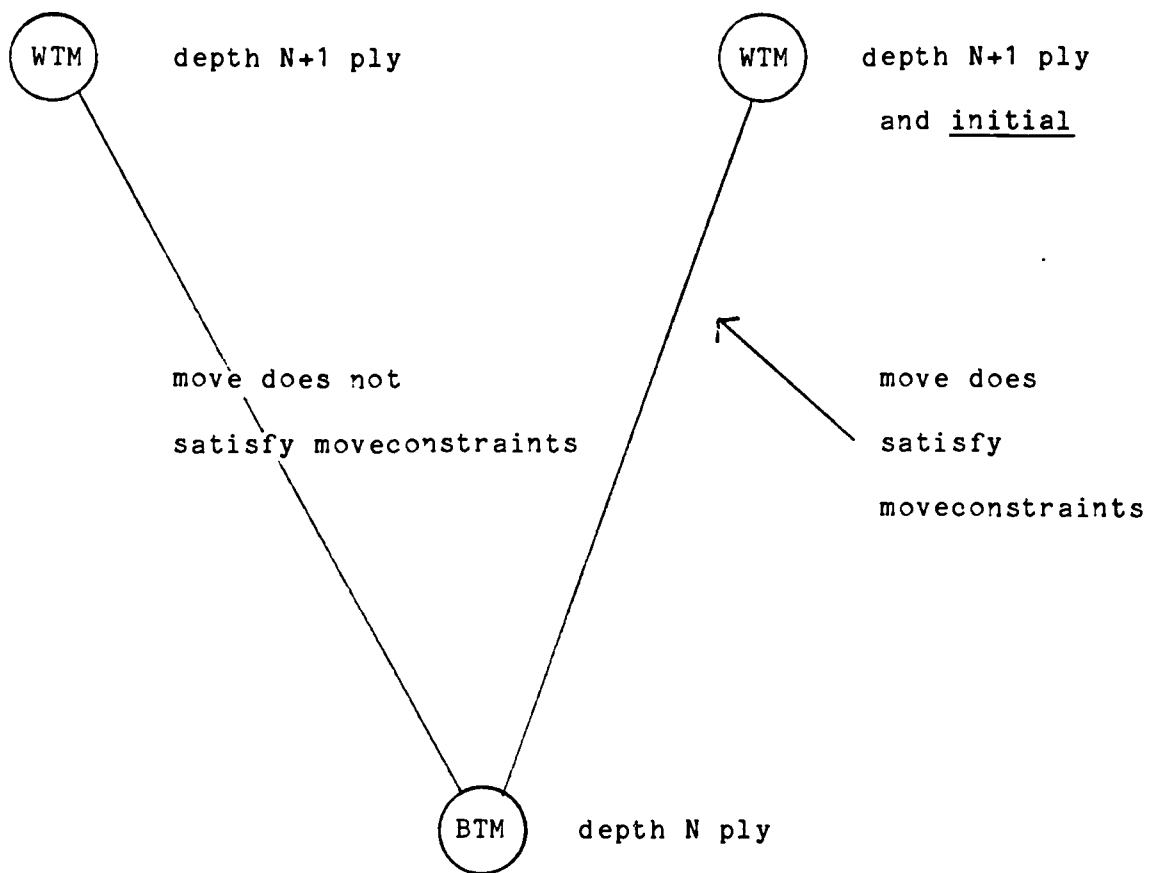 WTM
depth N+1 ply
WTM
depth N+1 ply
and initial
move does not
satisfy moveconstraints
move does
satisfy
moveconstraints
BTM
depth N ply